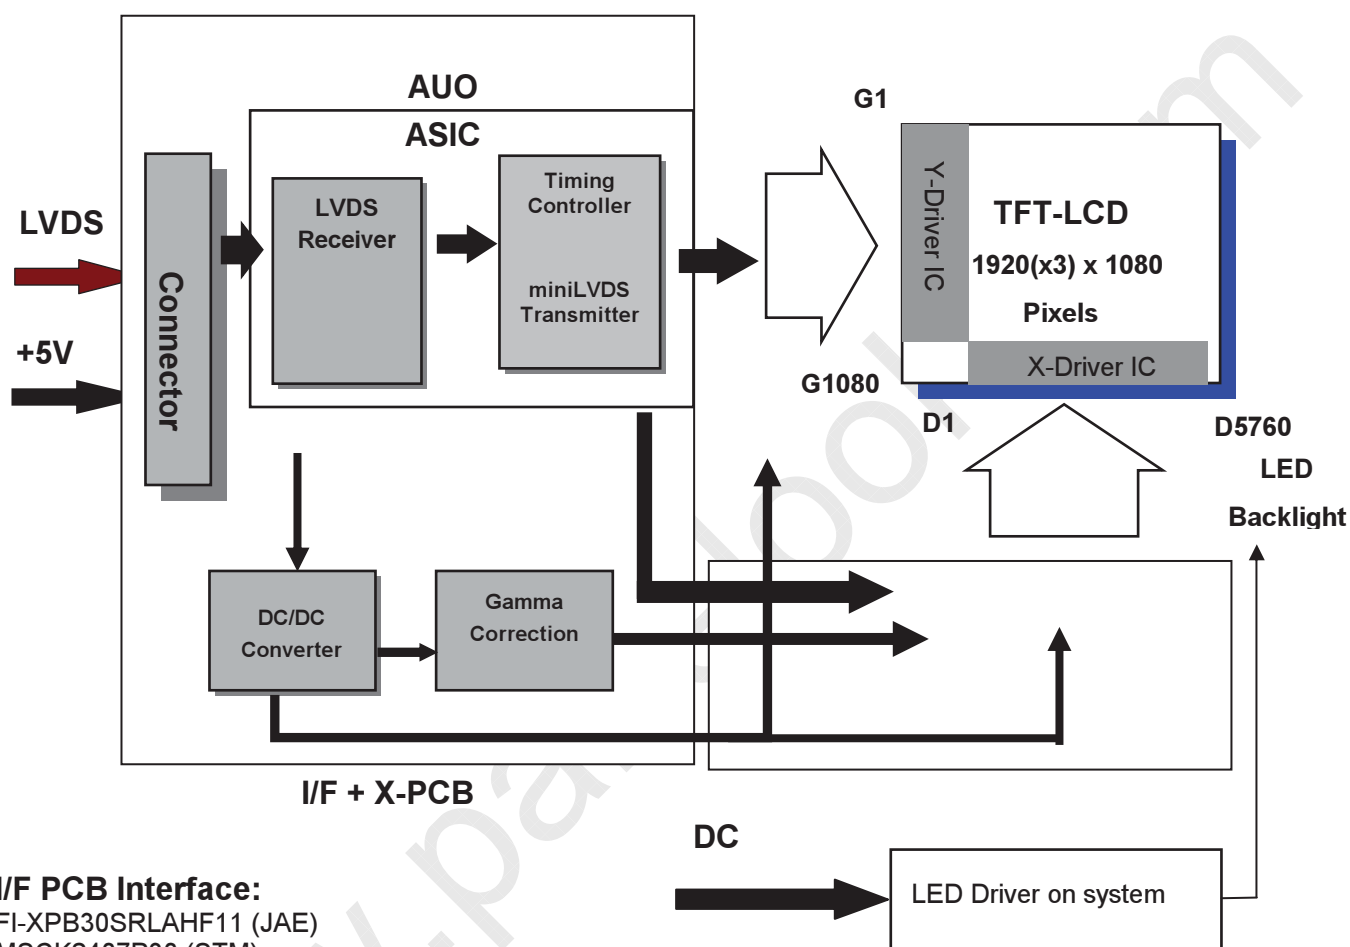 AUO
ASIC
LVDS
+5V
Connector
LVDS
Receiver
Timing
Controller
miniLVDS
Transmitter
G1
Y-Driver IC
TFT-LCD
1920(x3) x 1080
Pixels
X-Driver IC
G1080
D1
D5760
LED
Backlight
DC/DC
Converter
Gamma
Correction
I/F + X-PCB
DC
LED Driver on system
I/F PCB Interface:
FI-XPB30SRLAHF11 (JAE)